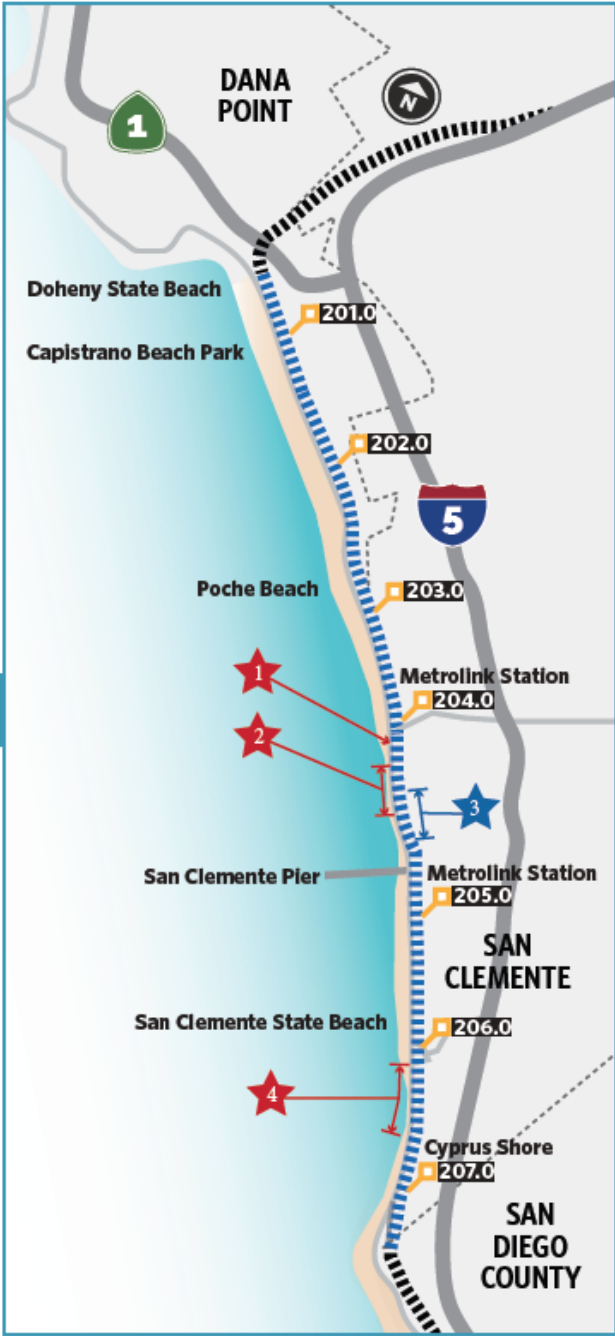 DANA
POINT
N
1
Doheny State Beach
201.0
Capistrano Beach Park
202.0
5
Poche Beach
203.0
1
Metrolink Station
204.0
2
3
San Clemente Pier
Metrolink Station
205.0
SAN
CLEMENTE
San Clemente State Beach
206.0
4
Cyprus Shore
207.0
SAN
DIEGO
COUNTY